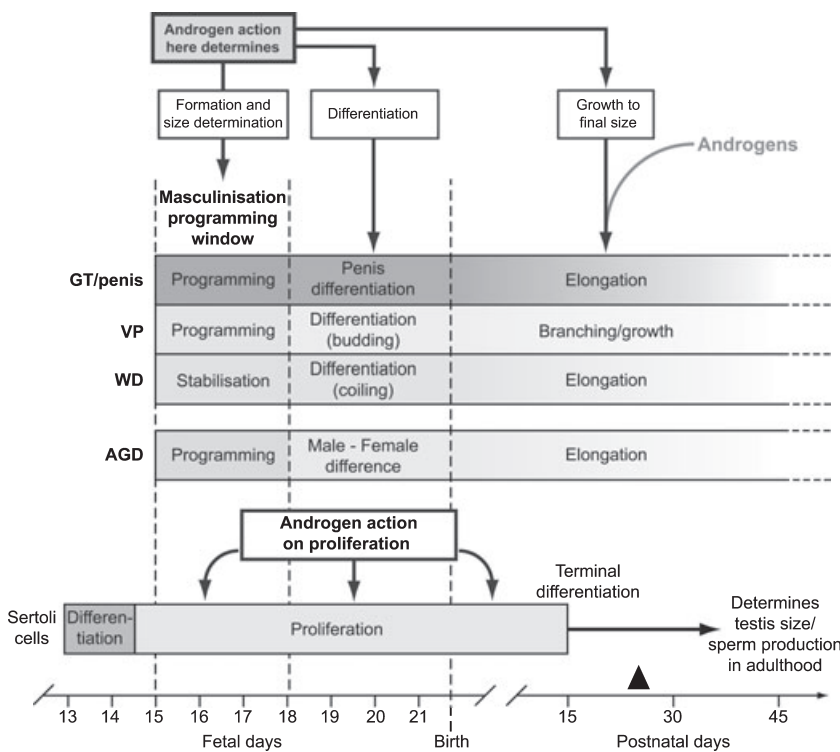 Androgen action
here determines
Formation and
size determination
Differentiation
Growth to
final size
Androgens
Masculinisation
programming
window
GT/penis
Programming
Penis
differentiation
Elongation
VP
Programming
Differentiation
(budding)
Branching/growth
WD
Stabilisation
Differentiation
(coiling)
Elongation
AGD
Programming
Male - Female
difference
Elongation
Androgen action
on proliferation
Terminal
differentiation
Sertoli
cells
Differen-
tiation
Proliferation
Determines
testis size/
sperm production
in adulthood
13 14 15 16 17 18 19 20 21 15 30 45
Fetal days Birth Postnatal days